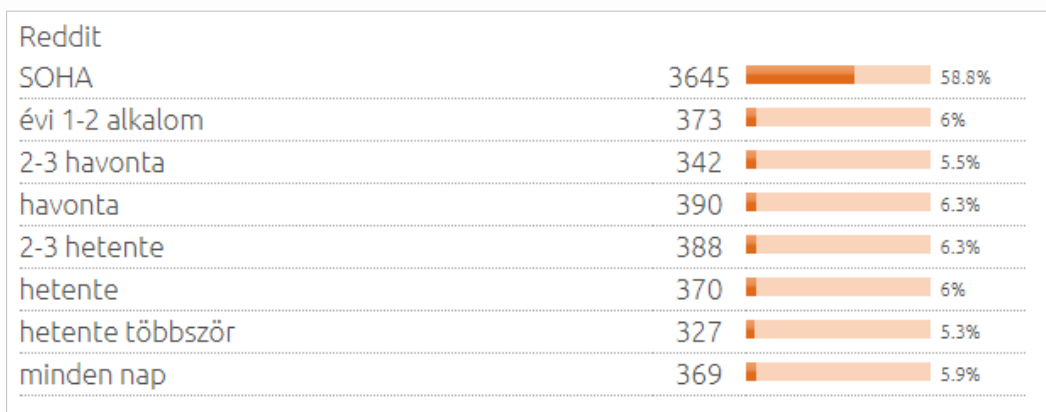 Reddit
SOHA 3645 58.8%
évi 1-2 alkalom 373 6%
2-3 havonta 342 5.5%
havonta 390 6.3%
2-3 hetente 388 6.3%
hetente 370 6%
hetente többször 327 5.3%
minden nap 369 5.9%